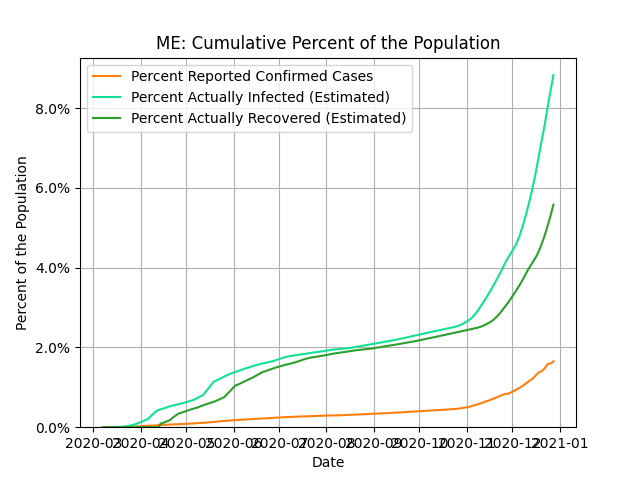 ME: Cumulative Percent of the Population
Percent Reported Confirmed Cases
Percent Actually Infected (Estimated)
Percent Actually Recovered (Estimated)
Percent of the Population
8.0%
6.0%
4.0%
2.0%
0.0%
2020-03 2020-04 2020-05 2020-06 2020-07 2020-08 2020-09 2020-10 2020-11 2020-12 2021-01
Date